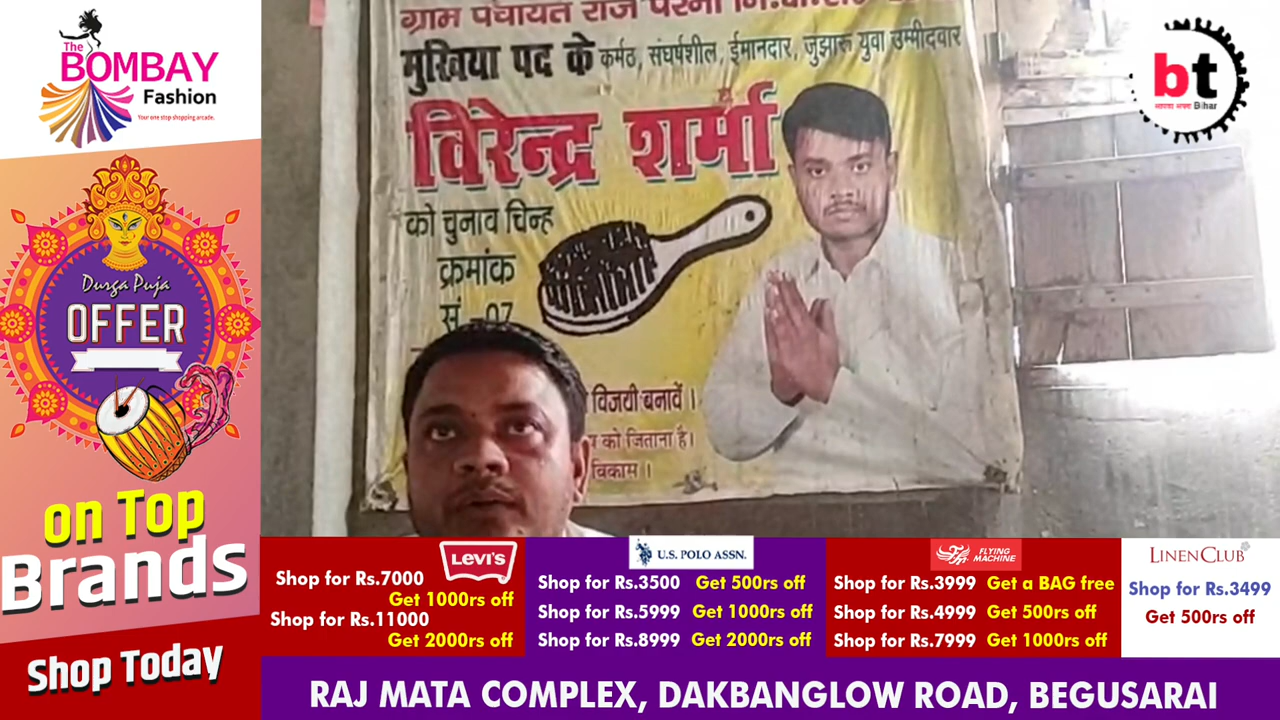 The
BOMBAY
Fashion
Your one stop shopping arcade.
Durga Puja
OFFER
on Top
Brands
Shop Today
ग्राम पंचायत राज
मुखिया पद के कर्मठ, संघर्षशील, ईमानदार, जुझारू युवा उम्मीदवार
विरेन्द्र शर्मा
को चुनाव चिन्ह
क्रमांक
सं.-07
विजयी बनावें ।
को जिताना है।
विकास ।
bt
आपका अपना Bihar
LEVI'S
Shop for Rs.7000
Get 1000rs off
Shop for Rs.11000
Get 2000rs off
U.S. POLO ASSN.
Shop for Rs.3500 Get 500rs off
Shop for Rs.5999 Get 1000rs off
Shop for Rs.8999 Get 2000rs off
FLYING
MACHINE
Shop for Rs.3999 Get a BAG free
Shop for Rs.4999 Get 500rs off
Shop for Rs.7999 Get 1000rs off
LINENCLUB
Shop for Rs.3499
Get 500rs off
RAJ MATA COMPLEX, DAKBANGLOW ROAD, BEGUSARAI